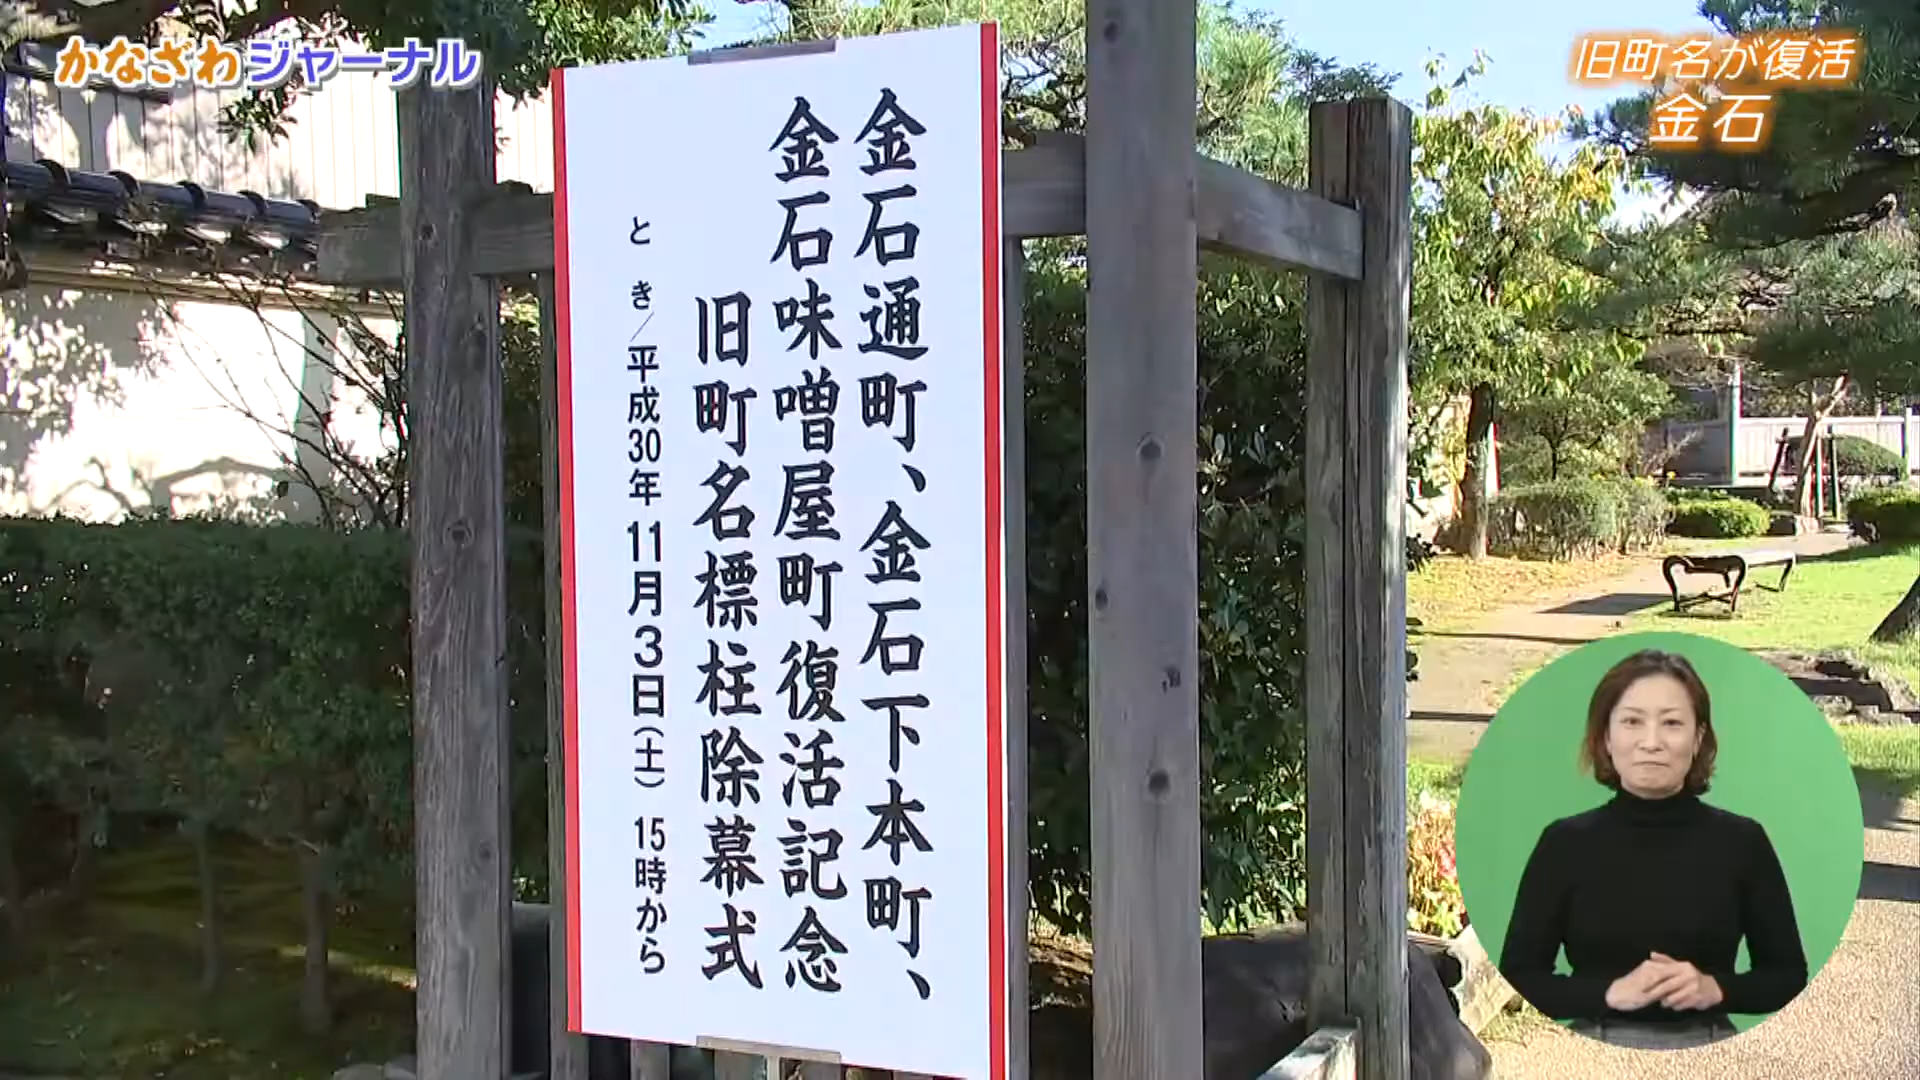 かなざわジャーナル
旧町名が復活
金石
金石通町、金石下本町、
金石味噌屋町復活記念
旧町名標柱除幕式
とき/平成30年11月3日(土) 15時から